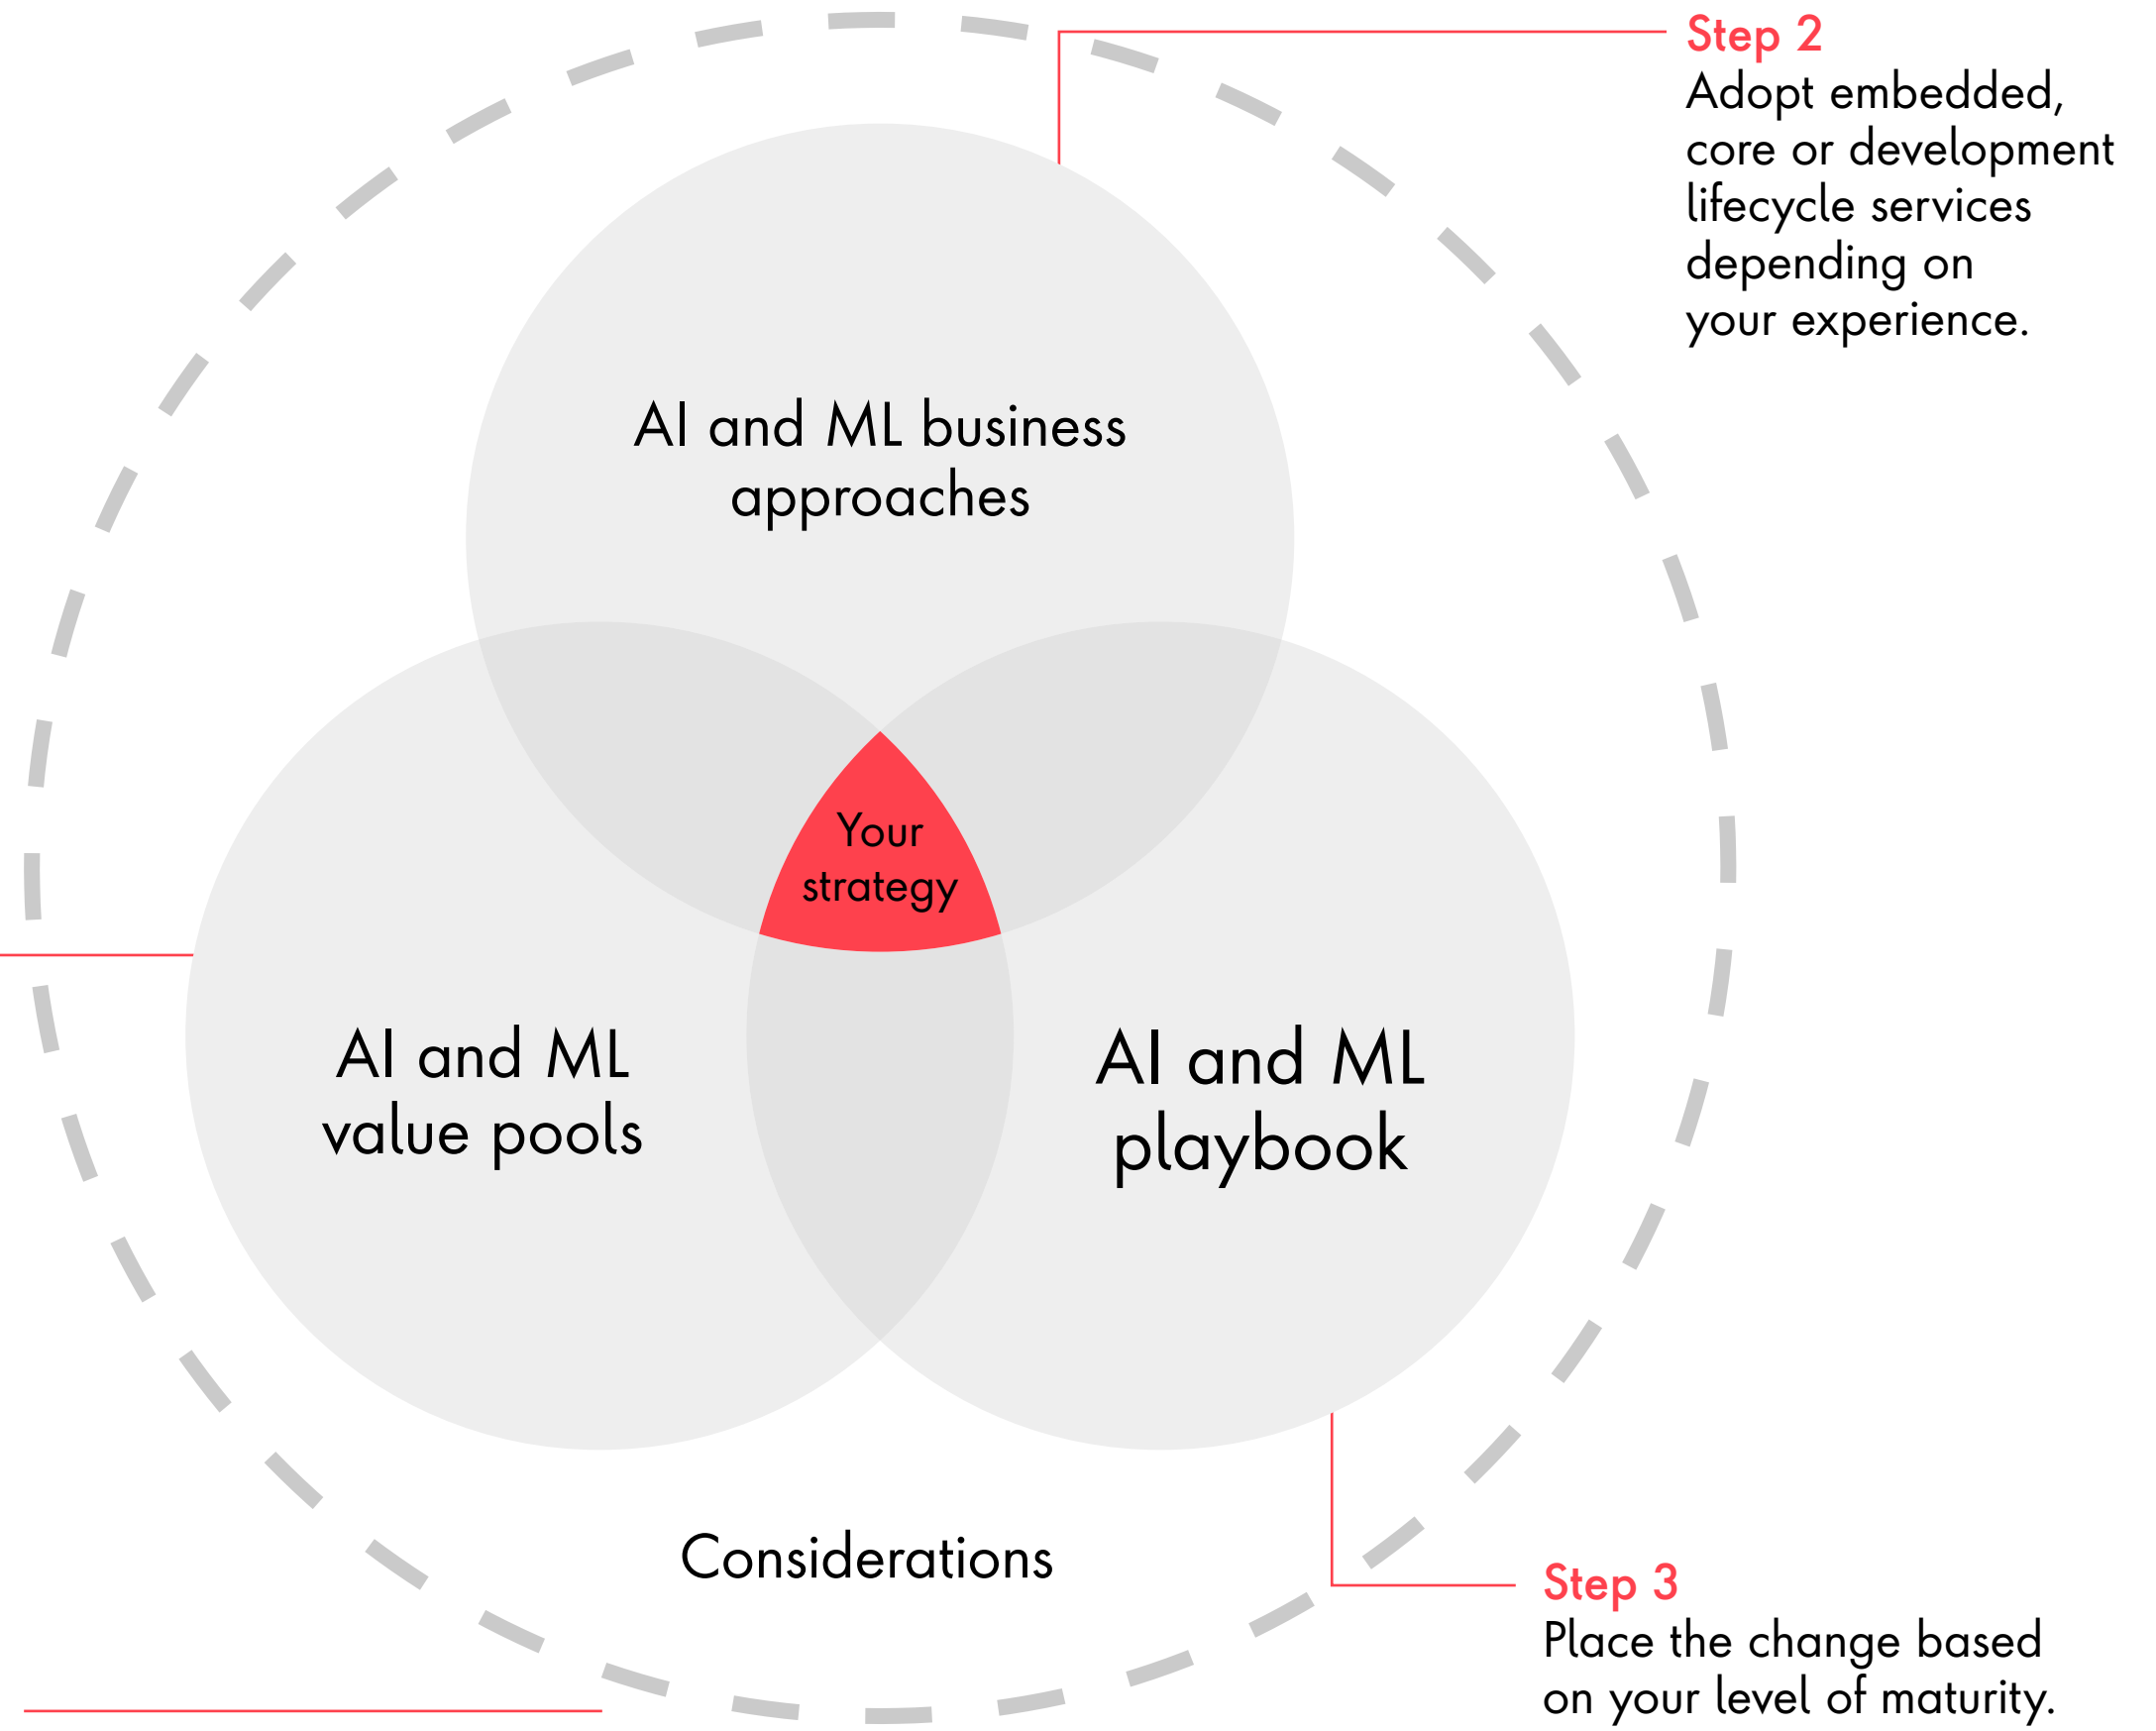 Step 2
Adopt embedded,
core or development
lifecycle services
depending on
your experience.
AI and ML business
approaches
Your
strategy
AI and ML
value pools
AI and ML
playbook
Considerations
Step 3
Place the change based
on your level of maturity.